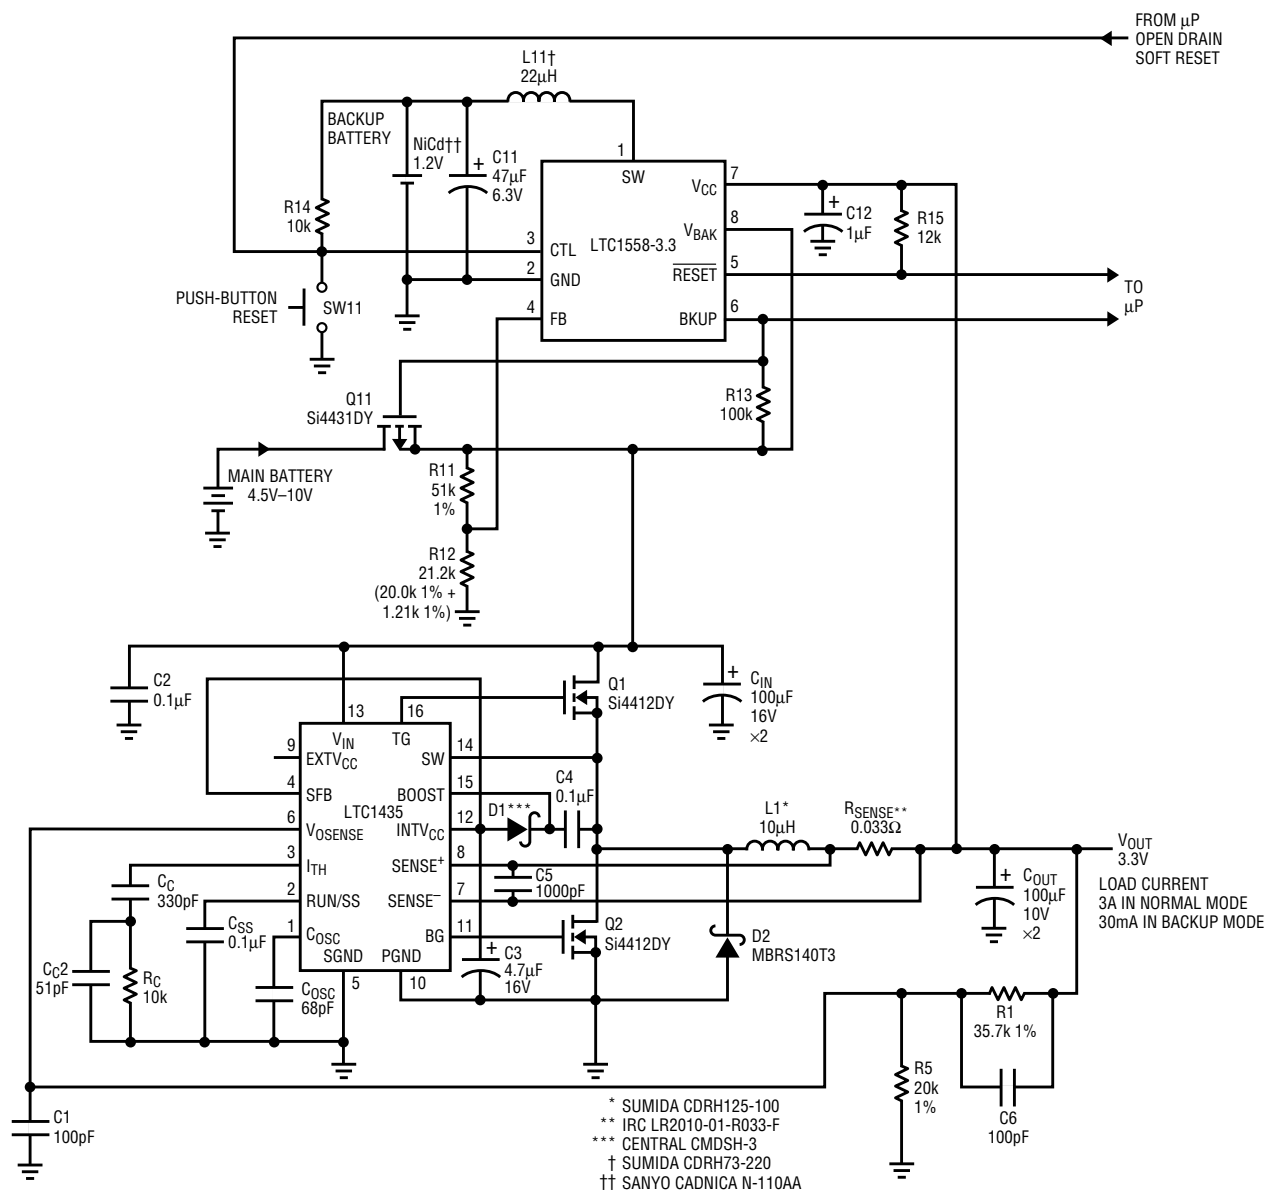 FROM µP
OPEN DRAIN
SOFT RESET
L11†
22µH
BACKUP
BATTERY
NiCd††
1.2V
+
C11
47µF
6.3V
R14
10k
1
SW
VCC
7
VBAK
8
LTC1558-3.3
3
CTL
2
GND
RESET
5
4
FB
BKUP
6
+
C12
1µF
R15
12k
TO
µP
PUSH-BUTTON
RESET
SW11
Q11
Si4431DY
R13
100k
MAIN BATTERY
4.5V–10V
R11
51k
1%
R12
21.2k
(20.0k 1% +
1.21k 1%)
C2
0.1µF
Q1
Si4412DY
+
CIN
100µF
16V
×2
13
16
VIN
TG
9
EXTVCC
SW
14
4
SFB
BOOST
15
LTC1435
6
VOSENSE
INTVCC
12
3
ITH
SENSE+
8
2
RUN/SS
SENSE–
7
1
COSC
BG
11
SGND
PGND
5
10
D1***
C4
0.1µF
C5
1000pF
L1*
10µH
RSENSE**
0.033Ω
VOUT
3.3V
LOAD CURRENT
3A IN NORMAL MODE
30mA IN BACKUP MODE
+
COUT
100µF
10V
×2
CC
330pF
CSS
0.1µF
CC2
51pF
RC
10k
COSC
68pF
+
C3
4.7µF
16V
Q2
Si4412DY
D2
MBRS140T3
R1
35.7k 1%
R5
20k
1%
C6
100pF
C1
100pF
* SUMIDA CDRH125-100
** IRC LR2010-01-R033-F
*** CENTRAL CMDSH-3
† SUMIDA CDRH73-220
†† SANYO CADNICA N-110AA